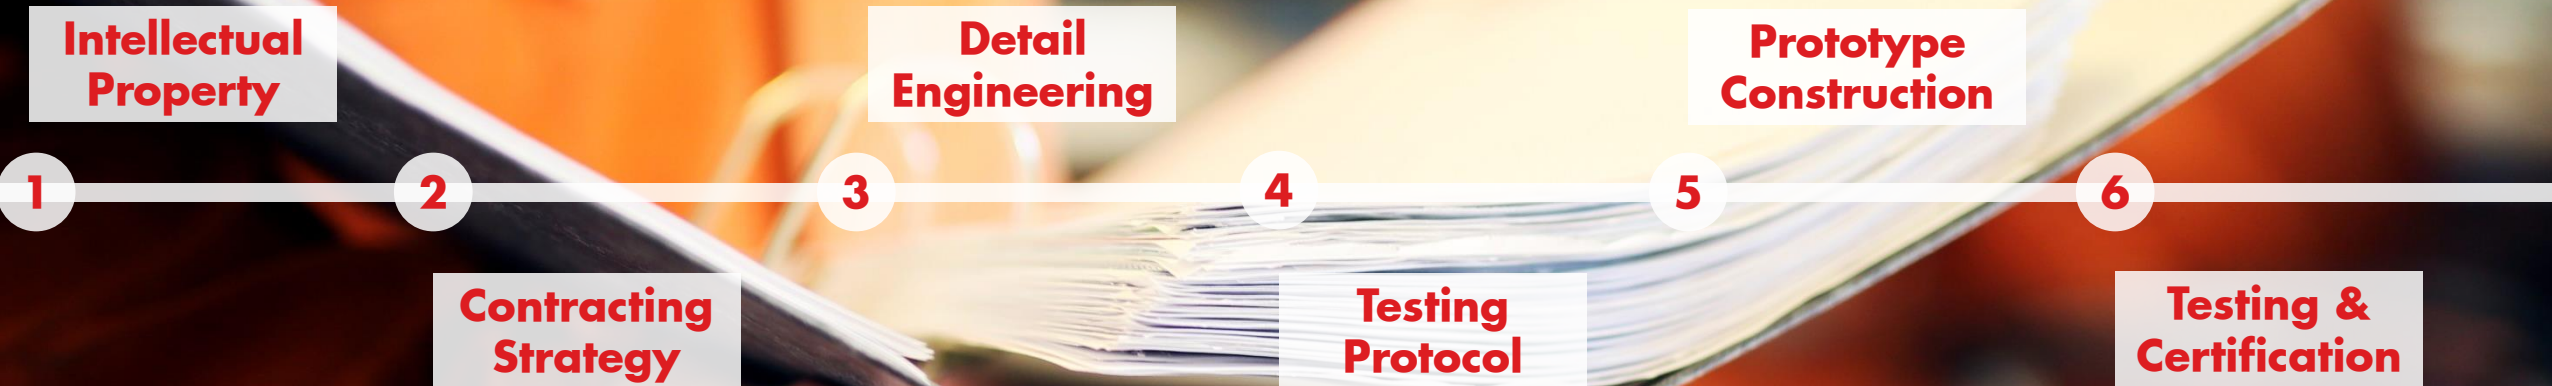 Intellectual
Property
Detail
Engineering
Prototype
Construction
1
2
3
4
5
6
Contracting
Strategy
Testing
Protocol
Testing &
Certification